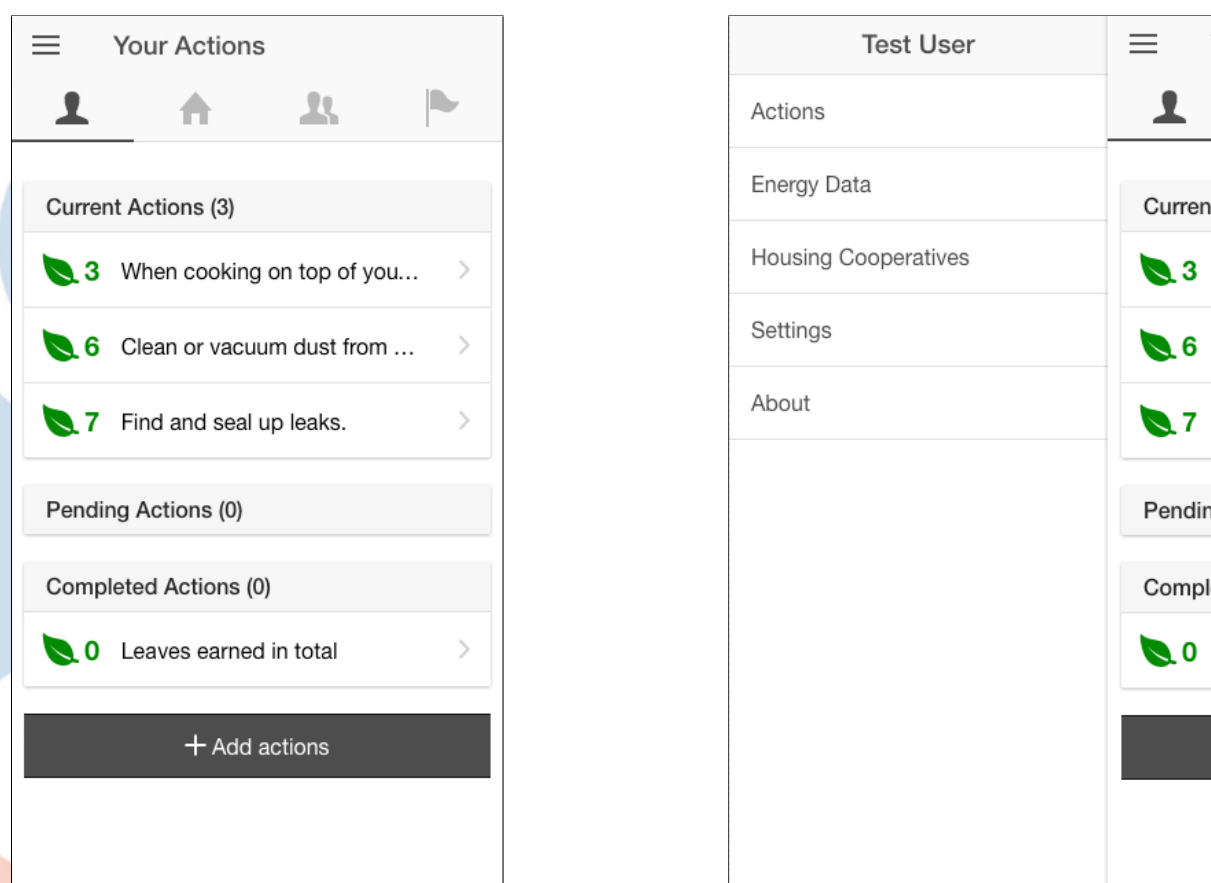 Your Actions
Current Actions (3)
3 When cooking on top of you...
6 Clean or vacuum dust from ...
7 Find and seal up leaks.
Pending Actions (0)
Completed Actions (0)
0 Leaves earned in total
+ Add actions
Test User
Actions
Energy Data
Housing Cooperatives
Settings
About
Curren
3
6
7
Pendin
Compl
0